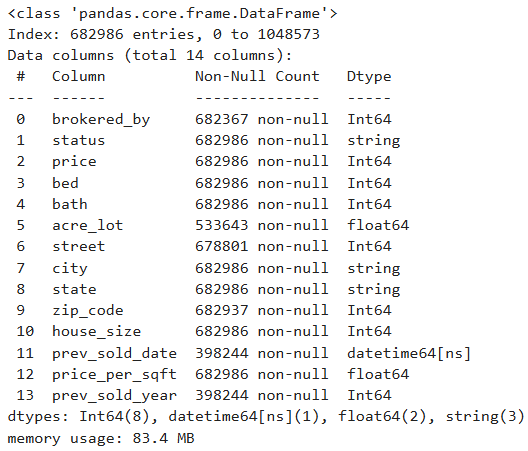 <class 'pandas.core.frame.DataFrame'>
Index: 682986 entries, 0 to 1048573
Data columns (total 14 columns):
 #   Column          Non-Null Count   Dtype
---  ------          --------------   -----
 0   brokered_by     682367 non-null  Int64
 1   status          682986 non-null  string
 2   price           682986 non-null  Int64
 3   bed             682986 non-null  Int64
 4   bath            682986 non-null  Int64
 5   acre_lot        533643 non-null  float64
 6   street          678801 non-null  Int64
 7   city            682986 non-null  string
 8   state           682986 non-null  string
 9   zip_code        682937 non-null  Int64
 10  house_size      682986 non-null  Int64
 11  prev_sold_date  398244 non-null  datetime64[ns]
 12  price_per_sqft  682986 non-null  float64
 13  prev_sold_year  398244 non-null  Int64
dtypes: Int64(8), datetime64[ns](1), float64(2), string(3)
memory usage: 83.4 MB